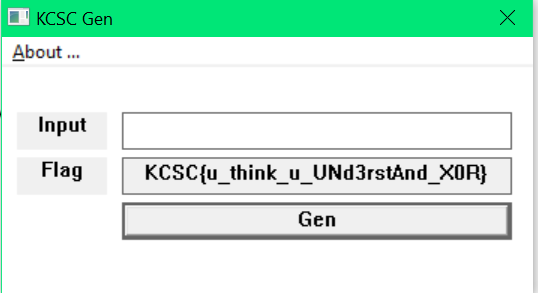 KCSC Gen
About ...
Input
Flag KCSC{u_think_u_UNd3rstAnd_X0R}
Gen